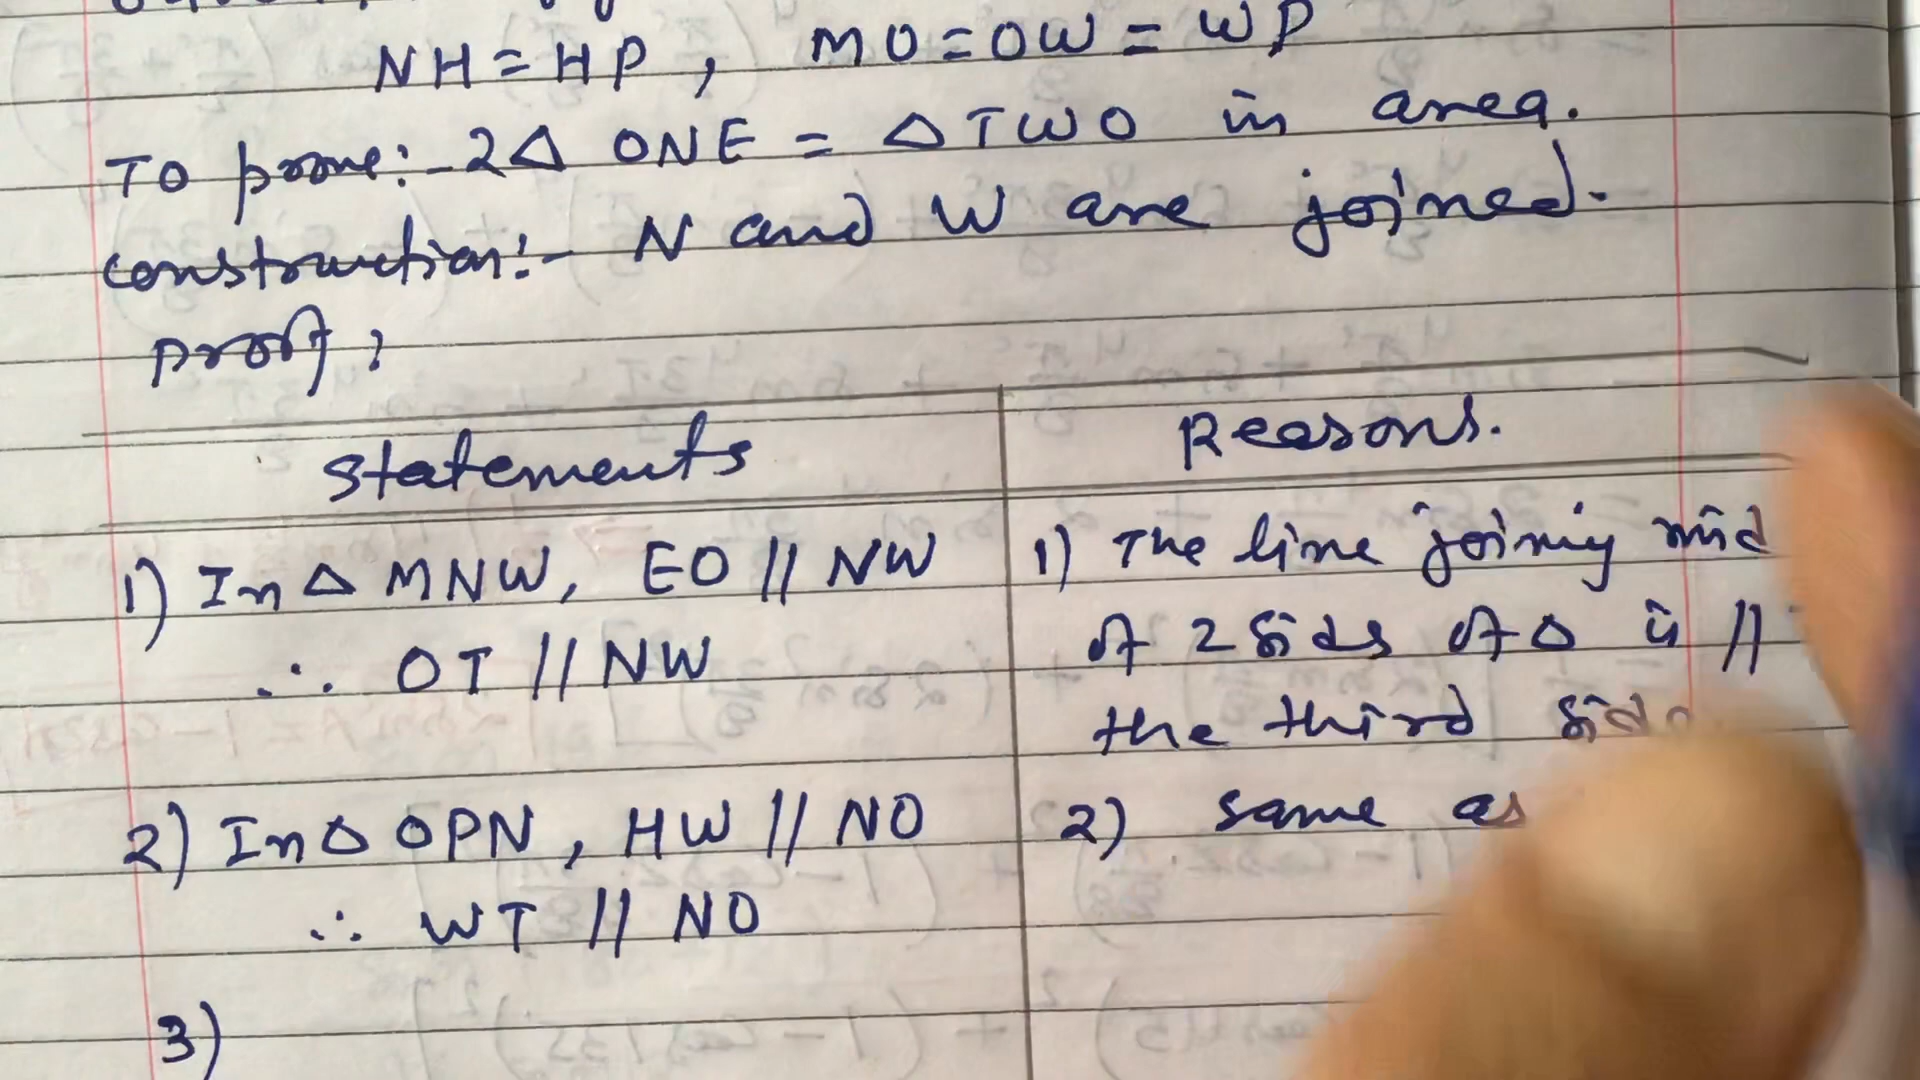 NH = HP, MO = OW = WP
To prove:- 2△ ONE = △TWO in area.
construction:- N and W are joined.
proof:
Statements
Reasons.
1) In △ MNW, EO // NW
∴ OT // NW
1) The line joining mid
of 2 sides of △ is //
the third side
2) In △ OPN, HW // NO
∴ WT // NO
2) same as
3)